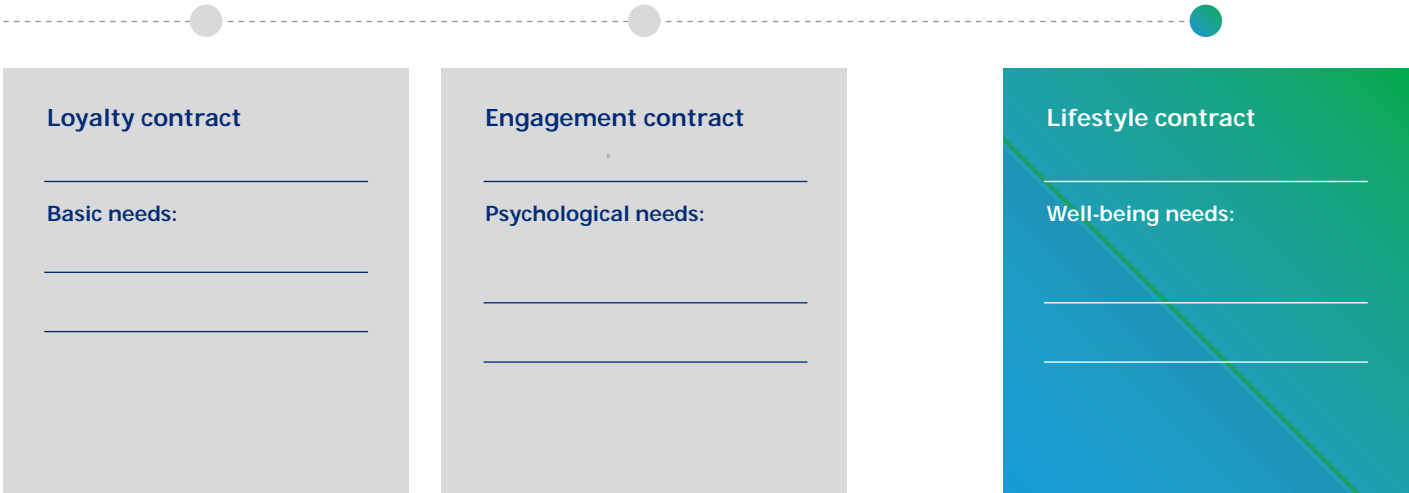 Loyalty contract
Basic needs:
Engagement contract
Psychological needs:
Lifestyle contract
Well-being needs: